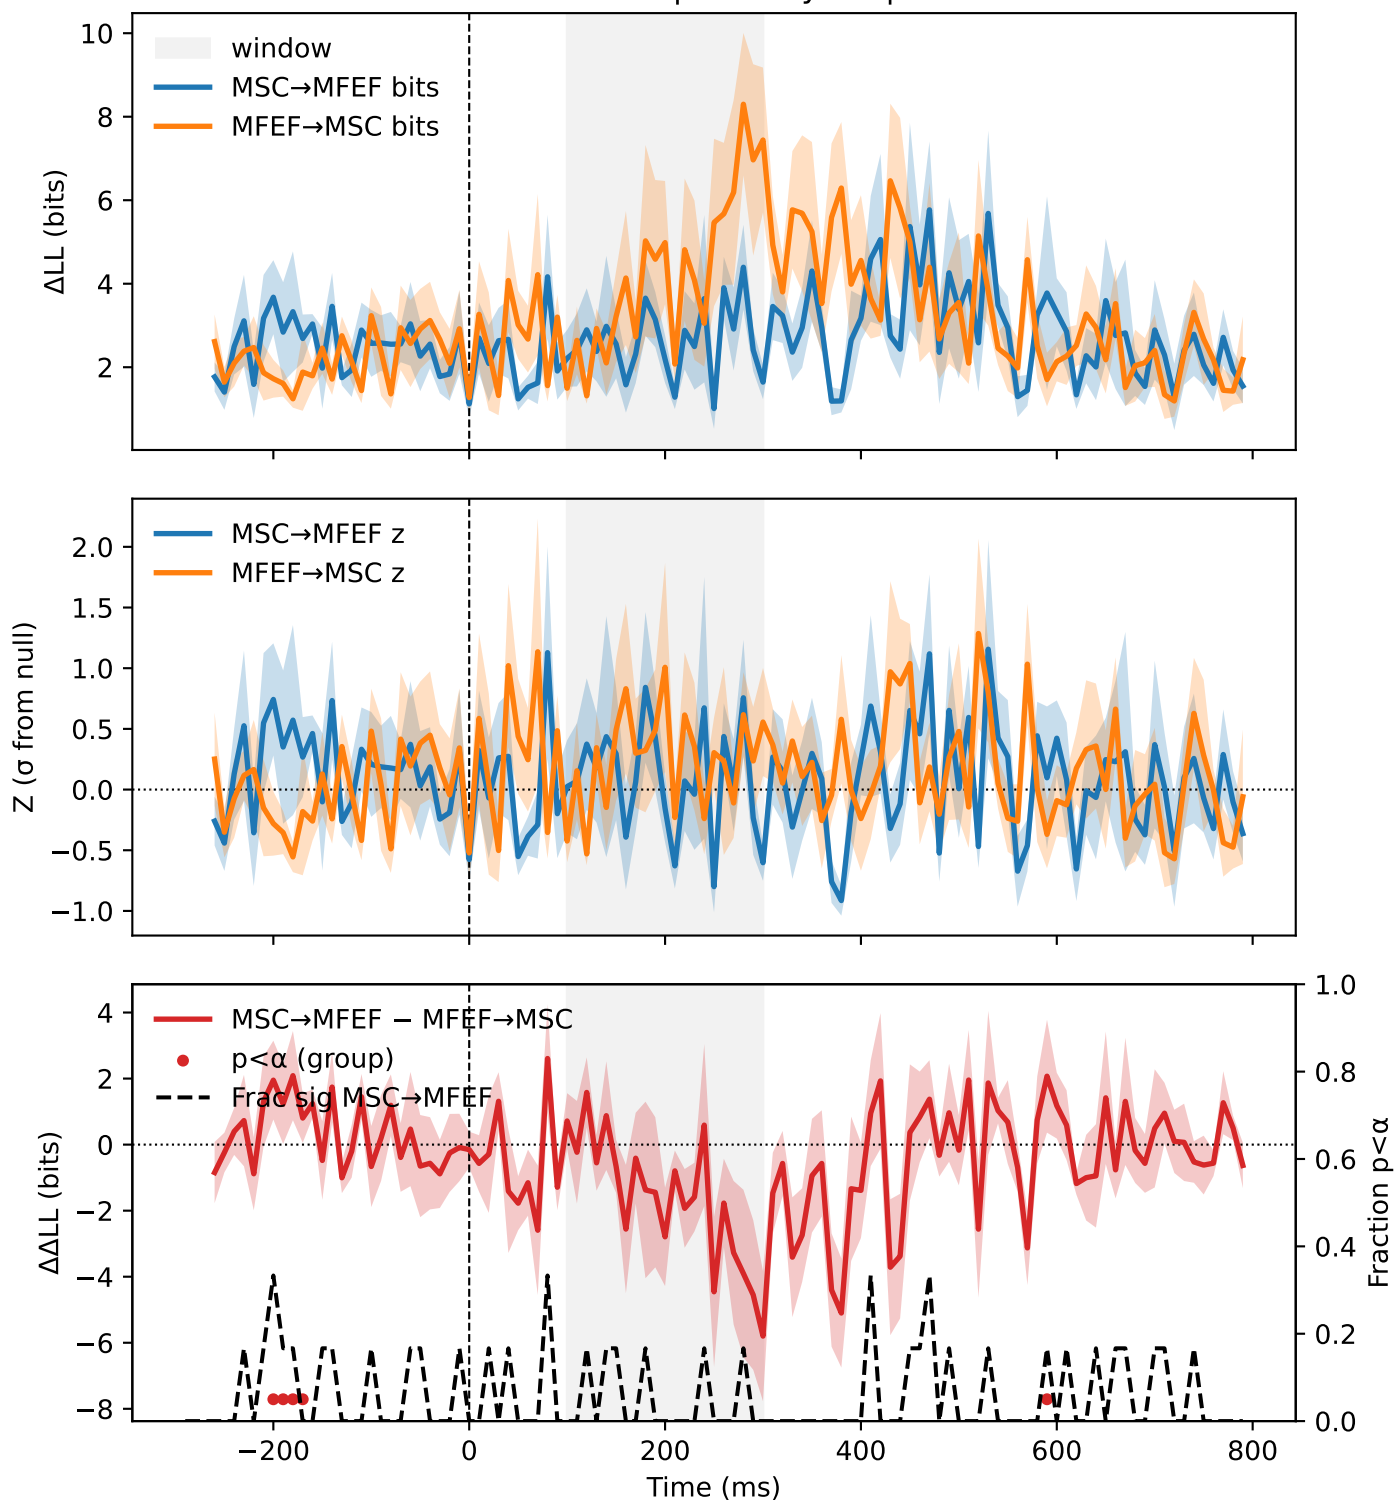 10
8
6
4
2
ΔLL (bits)
window
MSC→MFEF bits
MFEF→MSC bits
2.0
1.5
1.0
0.5
0.0
−0.5
−1.0
Z (σ from null)
MSC→MFEF z
MFEF→MSC z
4
2
0
−2
−4
−6
−8
ΔΔLL (bits)
MSC→MFEF − MFEF→MSC
p<α (group)
Frac sig MSC→MFEF
1.0
0.8
0.6
0.4
0.2
0.0
Fraction p<α
−200 0 200 400 600 800
Time (ms)